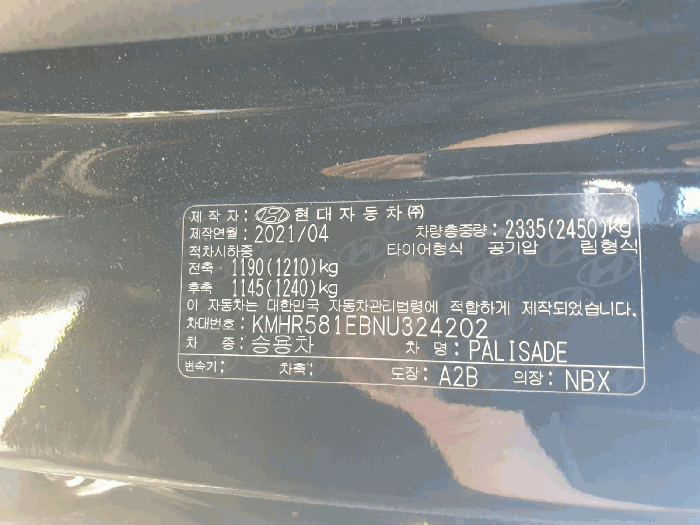 제 작 자: 현대자동차(주)
제작연월: 2021/04 차량총중량: 2335(2450)kg
적차시하중 타이어형식 공기압 림형식
전축 1190(1210)kg
후축 1145(1240)kg
이 자동차는 대한민국 자동차관리법령에 적합하게 제작되었습니다.
차대번호: KMHR581EBNU324202
차 종: 승용차 차 명: PALISADE
변속기: 차축: 도장: A2B 의장: NBX